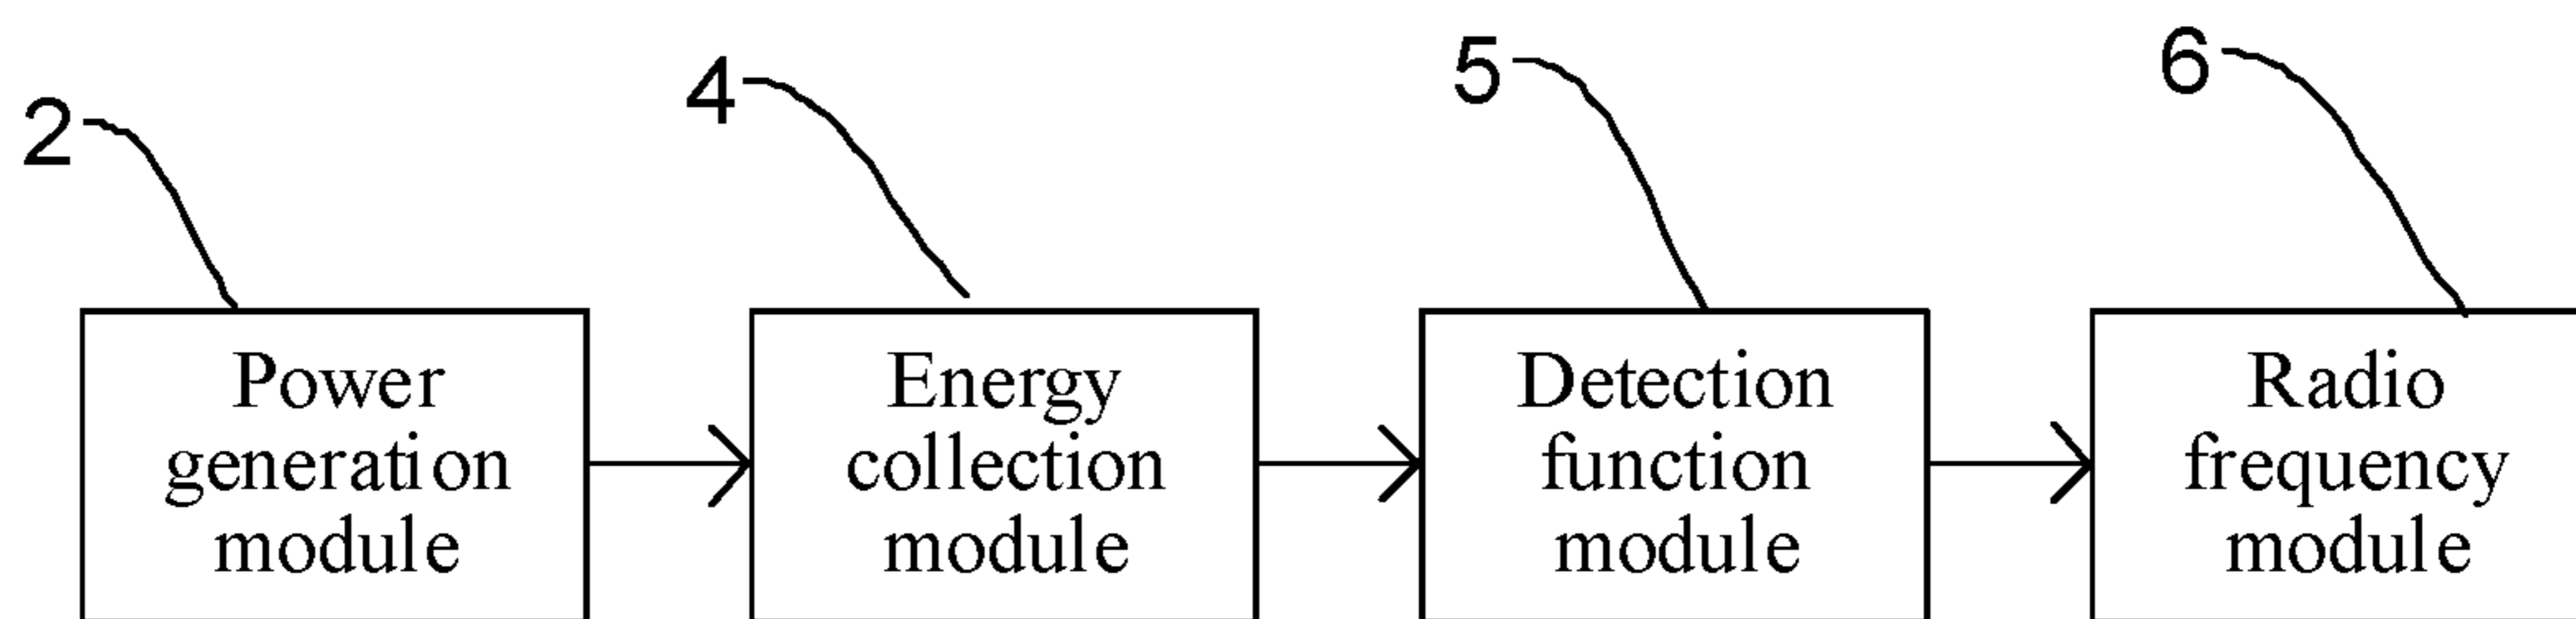 2
4
5
6
Power
generation
module
Energy
collection
module
Detection
function
module
Radio
frequency
module